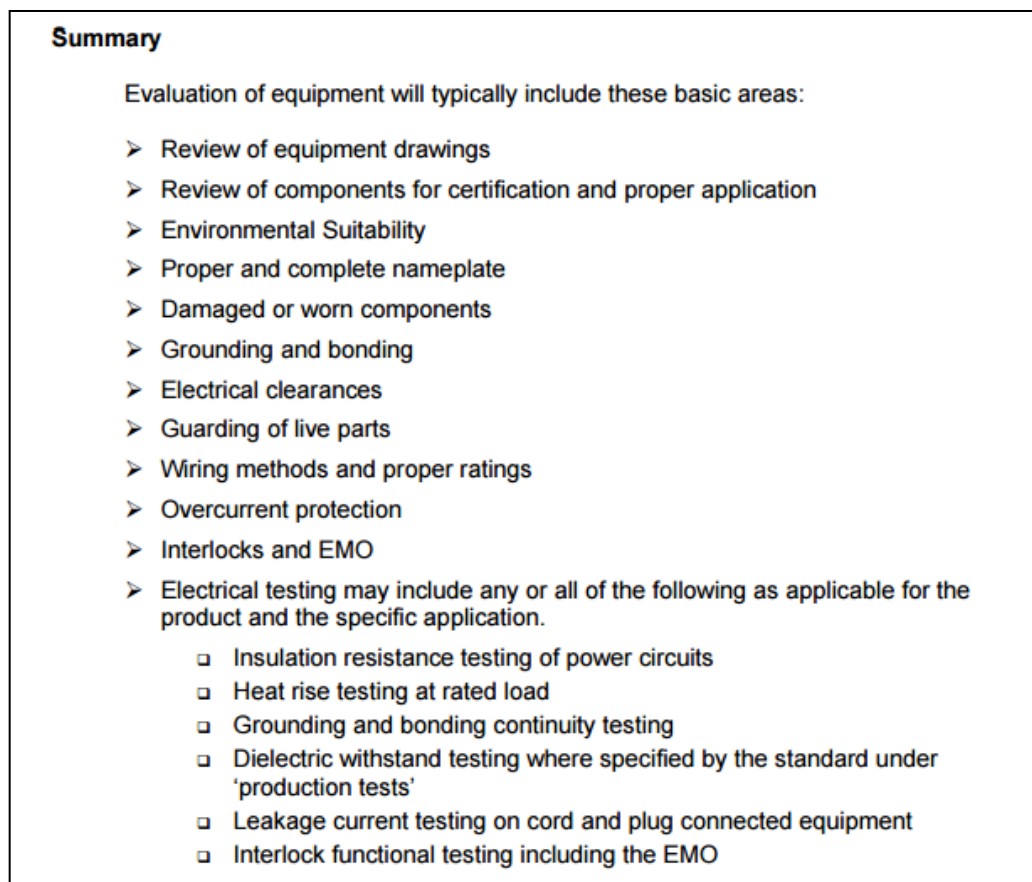 Summary
Evaluation of equipment will typically include these basic areas:
➢ Review of equipment drawings
➢ Review of components for certification and proper application
➢ Environmental Suitability
➢ Proper and complete nameplate
➢ Damaged or worn components
➢ Grounding and bonding
➢ Electrical clearances
➢ Guarding of live parts
➢ Wiring methods and proper ratings
➢ Overcurrent protection
➢ Interlocks and EMO
➢ Electrical testing may include any or all of the following as applicable for the
product and the specific application.
❑ Insulation resistance testing of power circuits
❑ Heat rise testing at rated load
❑ Grounding and bonding continuity testing
❑ Dielectric withstand testing where specified by the standard under
‘production tests’
❑ Leakage current testing on cord and plug connected equipment
❑ Interlock functional testing including the EMO